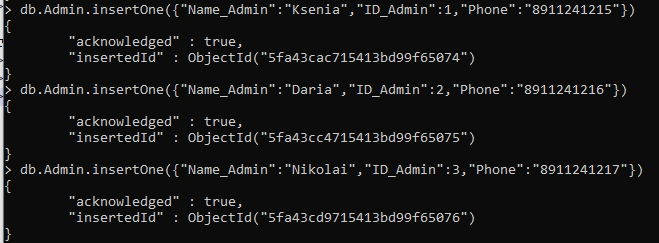 > db.Admin.insertOne({"Name_Admin":"Ksenia","ID_Admin":1,"Phone":"8911241215"})
{
        "acknowledged" : true,
        "insertedId" : ObjectId("5fa43cac715413bd99f65074")
}
> db.Admin.insertOne({"Name_Admin":"Daria","ID_Admin":2,"Phone":"8911241216"})
{
        "acknowledged" : true,
        "insertedId" : ObjectId("5fa43cc4715413bd99f65075")
}
> db.Admin.insertOne({"Name_Admin":"Nikolai","ID_Admin":3,"Phone":"8911241217"})
{
        "acknowledged" : true,
        "insertedId" : ObjectId("5fa43cd9715413bd99f65076")
}